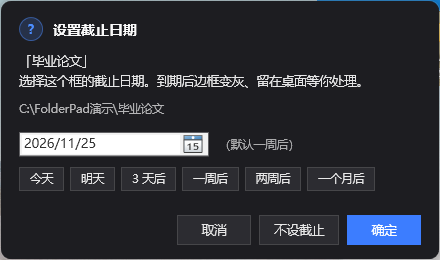 ? 设置截止日期
「毕业论文」
选择这个框的截止日期。到期后边框变灰、留在桌面等你处理。
C:\FolderPad演示\毕业论文
2026/11/25 15 (默认一周后)
今天 明天 3 天后 一周后 两周后 一个月后
取消 不设截止 确定